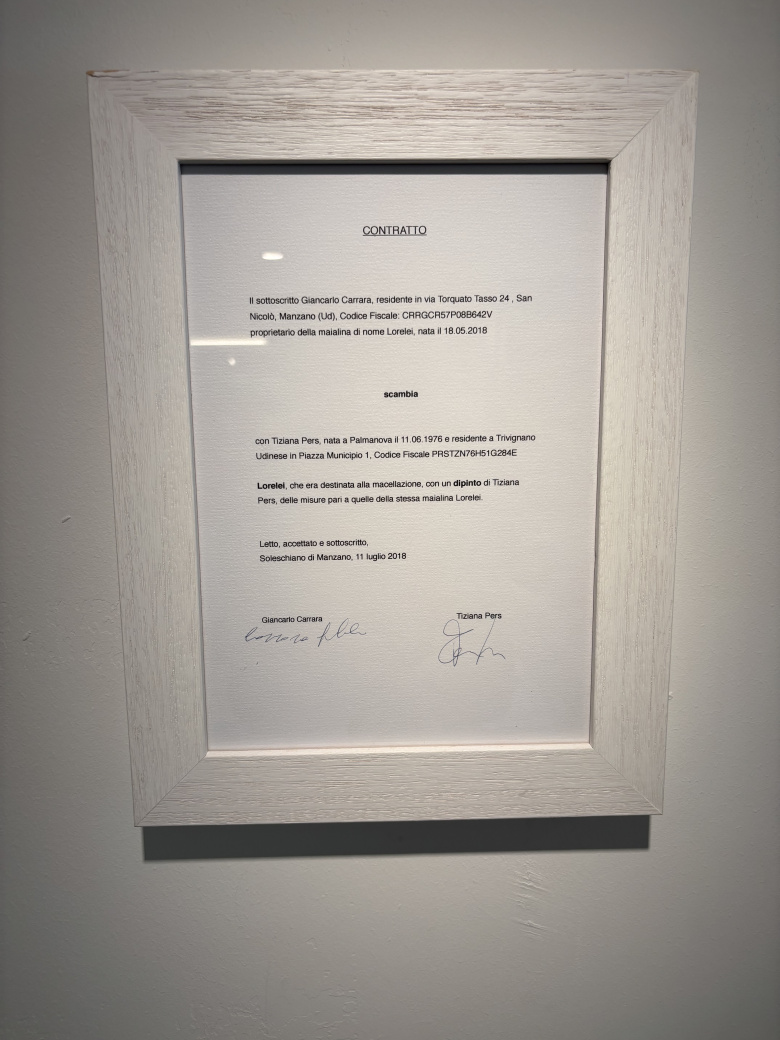 CONTRATTO
Il sottoscritto Giancarlo Carrara, residente in via Torquato Tasso 24 , San
Nicolò, Manzano (Ud), Codice Fiscale: CRRGCR57P08B642V
proprietario della maialina di nome Lorelei, nata il 18.05.2018
scambia
con Tiziana Pers, nata a Palmanova il 11.06.1976 e residente a Trivignano
Udinese in Piazza Municipio 1, Codice Fiscale PRSTZN76H51G284E
Lorelei, che era destinata alla macellazione, con un dipinto di Tiziana
Pers, delle misure pari a quelle della stessa maialina Lorelei.
Letto, accettato e sottoscritto,
Soleschiano di Manzano, 11 luglio 2018
Giancarlo Carrara
Tiziana Pers